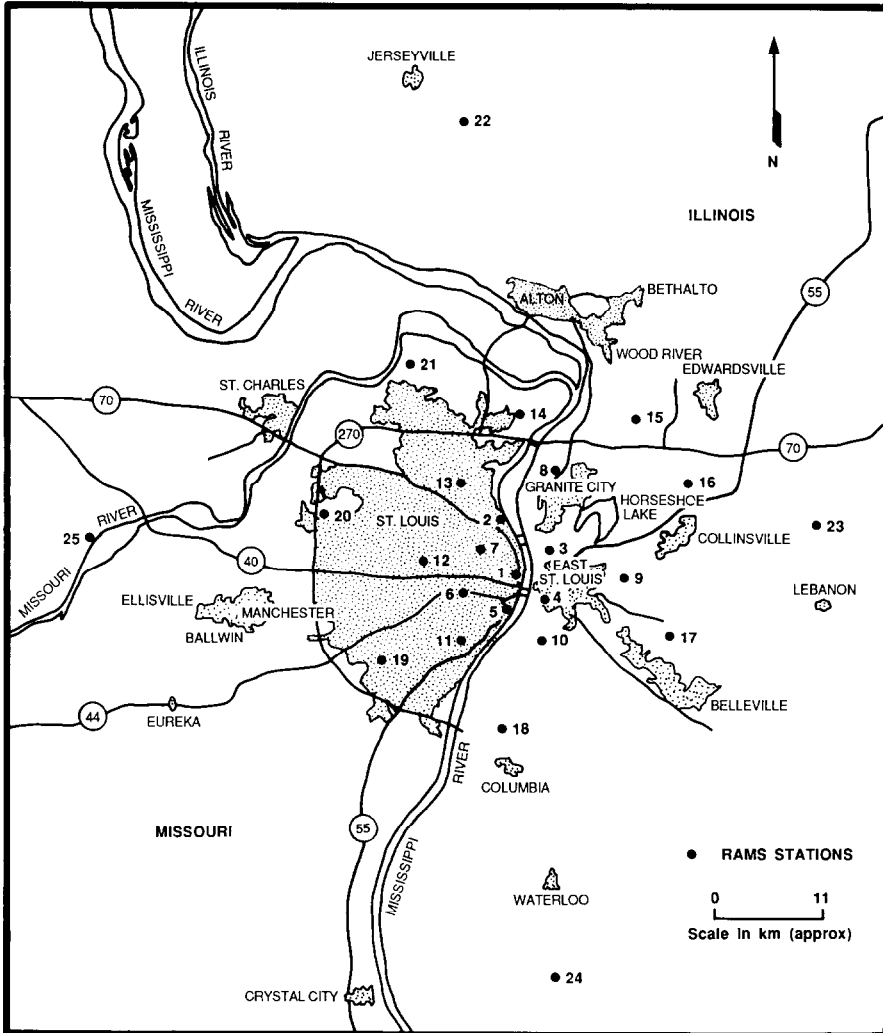 JERSEYVILLE
ILLINOIS
RIVER
22
N
MISSISSIPPI
RIVER
ILLINOIS
ALTON
BETHALTO
55
WOOD RIVER
EDWARDSVILLE
21
ST. CHARLES
70
270
14
15
70
13
8
GRANITE CITY
16
HORSESHOE
LAKE
RIVER
20
ST. LOUIS
2
COLLINSVILLE
23
25
7
3
12
EAST
ST. LOUIS
MISSOURI
40
1
9
LEBANON
ELLISVILLE
MANCHESTER
BALLWIN
6
4
5
11
10
17
19
BELLEVILLE
44
EUREKA
18
RIVER
COLUMBIA
MISSOURI
55
MISSISSIPPI
RAMS STATIONS
WATERLOO
0 11
Scale in km (approx)
24
CRYSTAL CITY